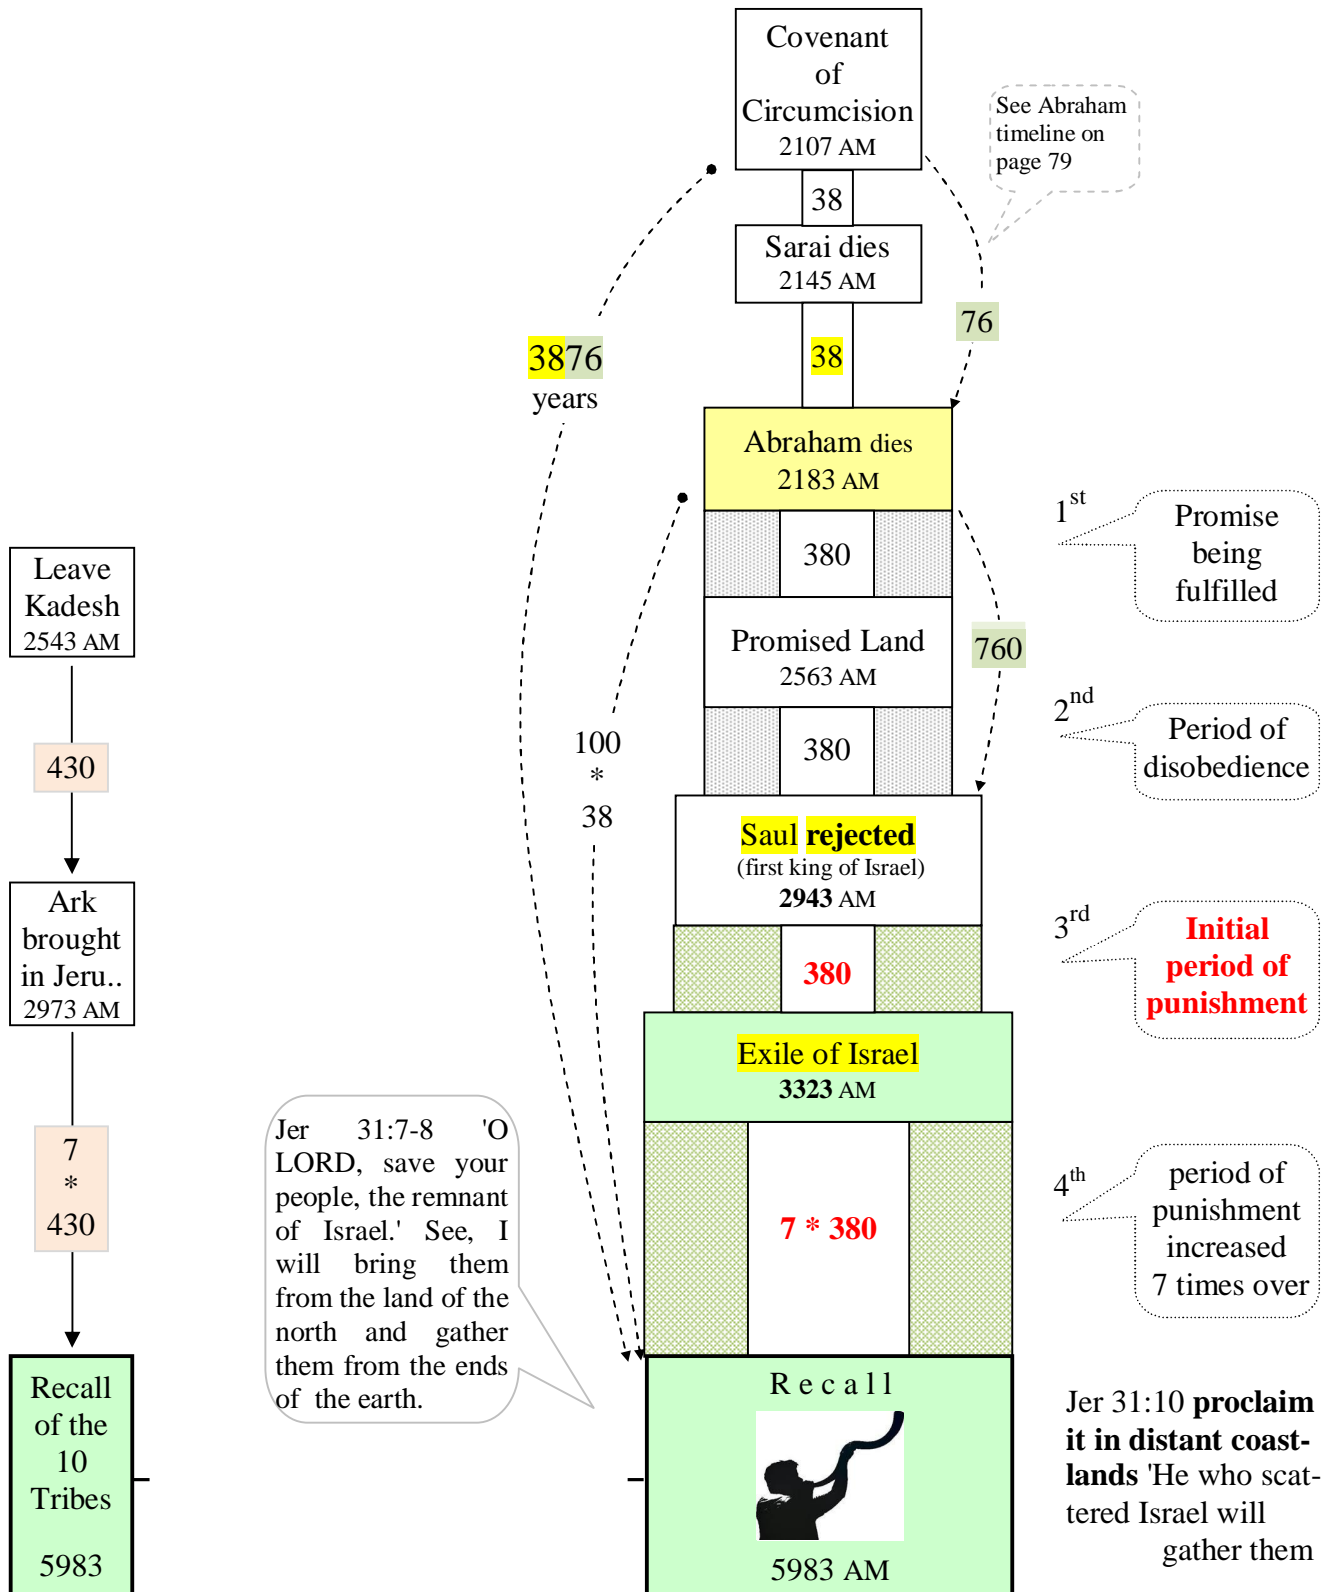 Covenant
of
Circumcision
2107 AM
See Abraham
timeline on
page 79
38
Sarai dies
2145 AM
76
3876
years
38
Abraham dies
2183 AM
1st
Promise
being
fulfilled
380
Leave
Kadesh
2543 AM
Promised Land
2563 AM
760
2nd
Period of
disobedience
430
100
*
38
380
Saul rejected
(first king of Israel)
2943 AM
Ark
brought
in Jeru..
2973 AM
3rd
Initial
period of
punishment
380
Exile of Israel
3323 AM
7
*
430
Jer 31:7-8 'O
LORD, save your
people, the remnant
of Israel.' See, I
will bring them
from the land of the
north and gather
them from the ends
of the earth.
7 * 380
4th
period of
punishment
increased
7 times over
Recall
of the
10
Tribes
5983
R e c a l l
5983 AM
Jer 31:10 proclaim
it in distant coast-
lands 'He who scat-
tered Israel will
gather them